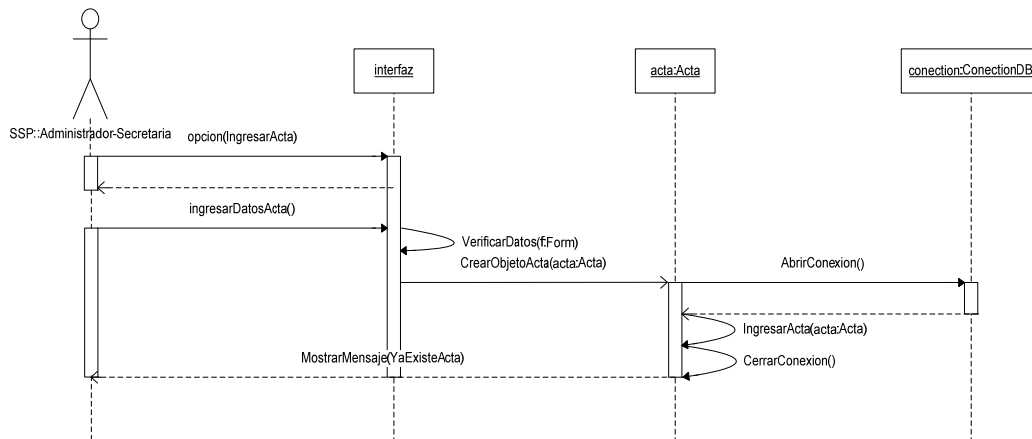 interfaz
acta:Acta
conection:ConectionDB
SSP::Administrador-Secretaria
opcion(IngresarActa)
ingresarDatosActa()
VerificarDatos(f:Form)
CrearObjetoActa(acta:Acta)
AbrirConexion()
IngresarActa(acta:Acta)
MostrarMensaje(YaExisteActa)
CerrarConexion()